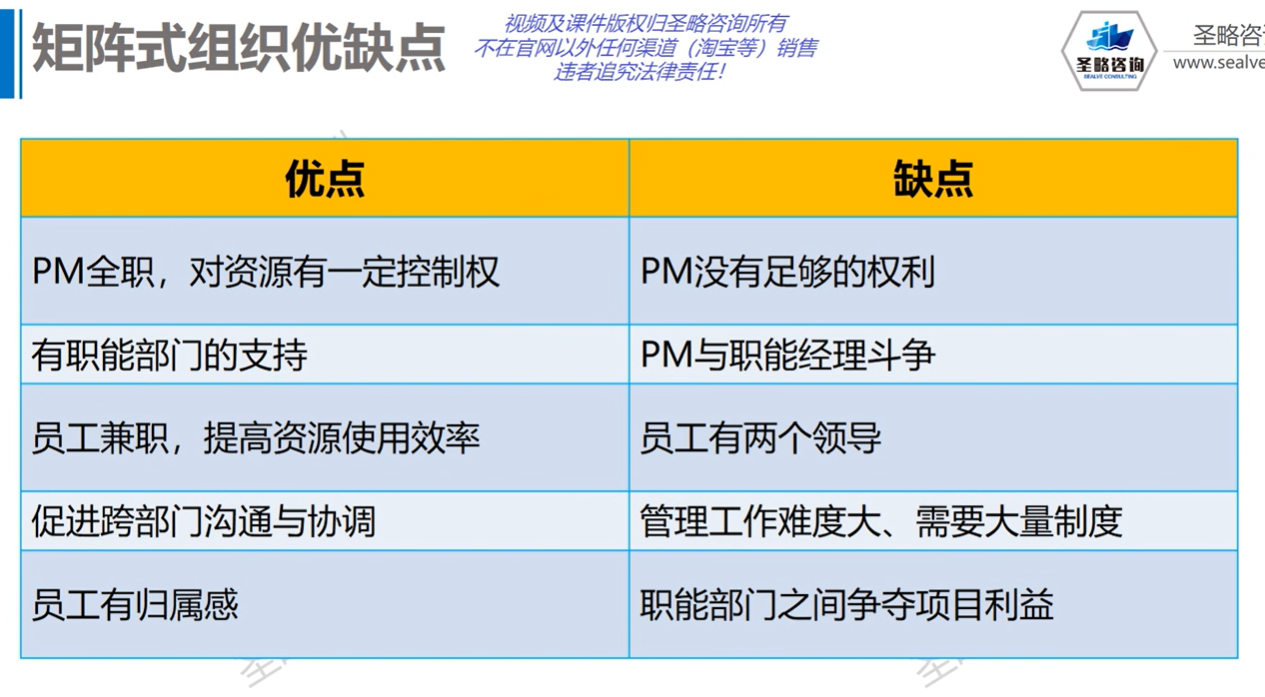 矩阵式组织优缺点
视频及课件版权归圣略咨询所有
不在官网以外任何渠道（淘宝等）销售
违者追究法律责任！
圣略咨询
SEALVE CONSULTING
圣略咨
www.sealve
优点 缺点
PM全职，对资源有一定控制权 PM没有足够的权利
有职能部门的支持 PM与职能经理斗争
员工兼职，提高资源使用效率 员工有两个领导
促进跨部门沟通与协调 管理工作难度大、需要大量制度
员工有归属感 职能部门之间争夺项目利益